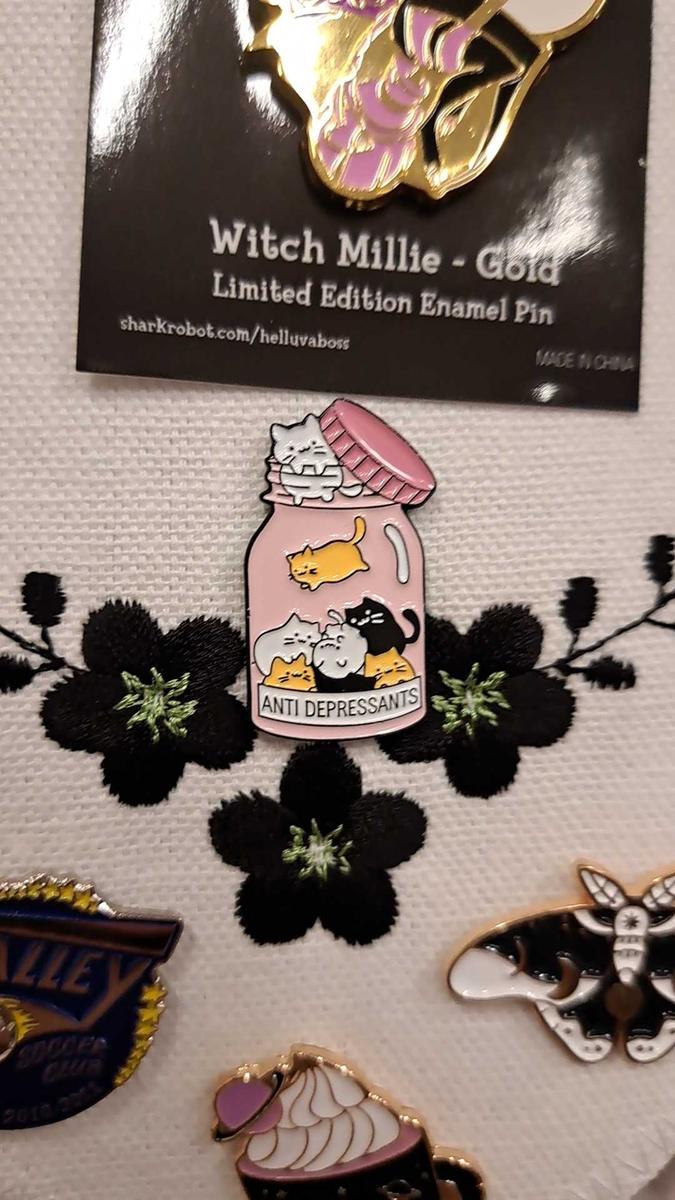 Witch Millie - Gold
Limited Edition Enamel Pin
sharkrobot.com/helluvaboss
MADE IN CHINA
ANTI DEPRESSANTS
ALLEY
SOCCER
CLUB